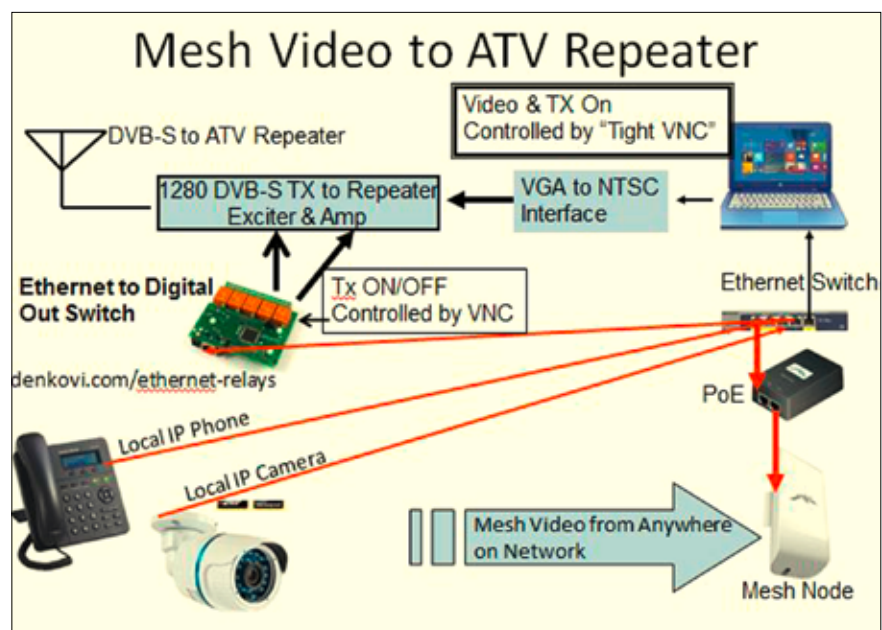 Mesh Video to ATV Repeater
Video & TX On
Controlled by “Tight VNC”
DVB-S to ATV Repeater
1280 DVB-S TX to Repeater
Exciter & Amp
VGA to NTSC
Interface
Ethernet to Digital
Out Switch
Tx ON/OFF
Controlled by VNC
Ethernet Switch
denkovi.com/ethernet-relays
PoE
Local IP Phone
Local IP Camera
Mesh Video from Anywhere
on Network
Mesh Node